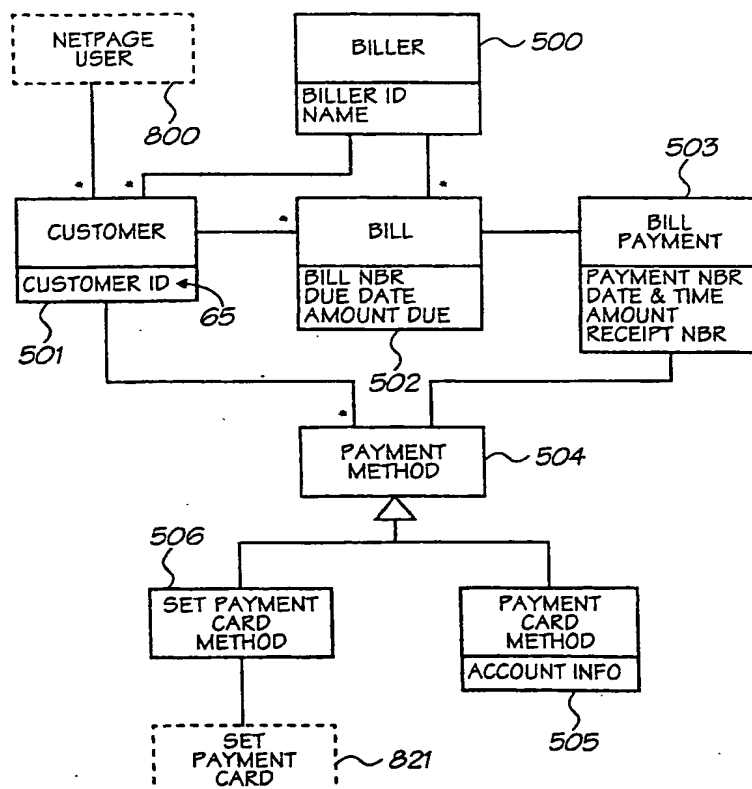 NETPAGE
USER
800
BILLER
BILLER ID
NAME
500
*
*
*
CUSTOMER
CUSTOMER ID
65
501
*
BILL
BILL NBR
DUE DATE
AMOUNT DUE
502
503
BILL
PAYMENT
PAYMENT NBR
DATE & TIME
AMOUNT
RECEIPT NBR
*
PAYMENT
METHOD
504
506
SET PAYMENT
CARD
METHOD
PAYMENT
CARD
METHOD
ACCOUNT INFO
505
SET
PAYMENT
CARD
821